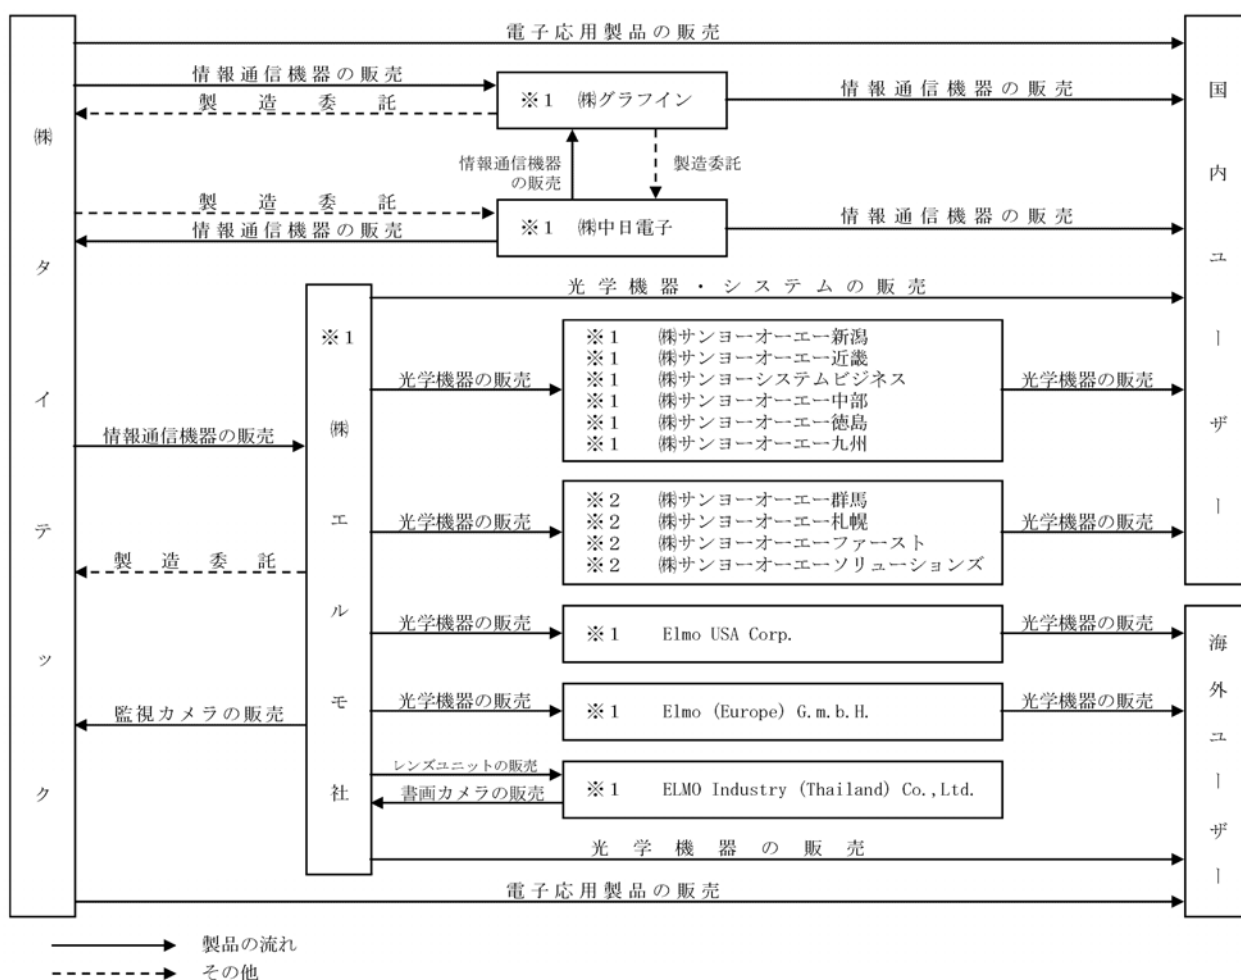 電子応用製品の販売
情報通信機器の販売
※1 ㈱グラフイン
情報通信機器の販売
製造委託
情報通信機器
の販売
製造委託
製造委託
※1 ㈱中日電子
情報通信機器の販売
情報通信機器の販売
㈱タイテック
国内ユーザー
光学機器・システムの販売
※1 ㈱エルモ社
※1 ㈱サンヨーオーエー新潟
※1 ㈱サンヨーオーエー近畿
※1 ㈱サンヨーシステムビジネス
※1 ㈱サンヨーオーエー中部
※1 ㈱サンヨーオーエー徳島
※1 ㈱サンヨーオーエー九州
光学機器の販売
光学機器の販売
情報通信機器の販売
※2 ㈱サンヨーオーエー群馬
※2 ㈱サンヨーオーエー札幌
※2 ㈱サンヨーオーエーファースト
※2 ㈱サンヨーオーエーソリューションズ
光学機器の販売
光学機器の販売
製造委託
光学機器の販売
※1 Elmo USA Corp.
光学機器の販売
海外ユーザー
光学機器の販売
※1 Elmo (Europe) G.m.b.H.
光学機器の販売
監視カメラの販売
レンズユニットの販売
書画カメラの販売
※1 ELMO Industry (Thailand) Co.,Ltd.
光学機器の販売
電子応用製品の販売
製品の流れ
その他